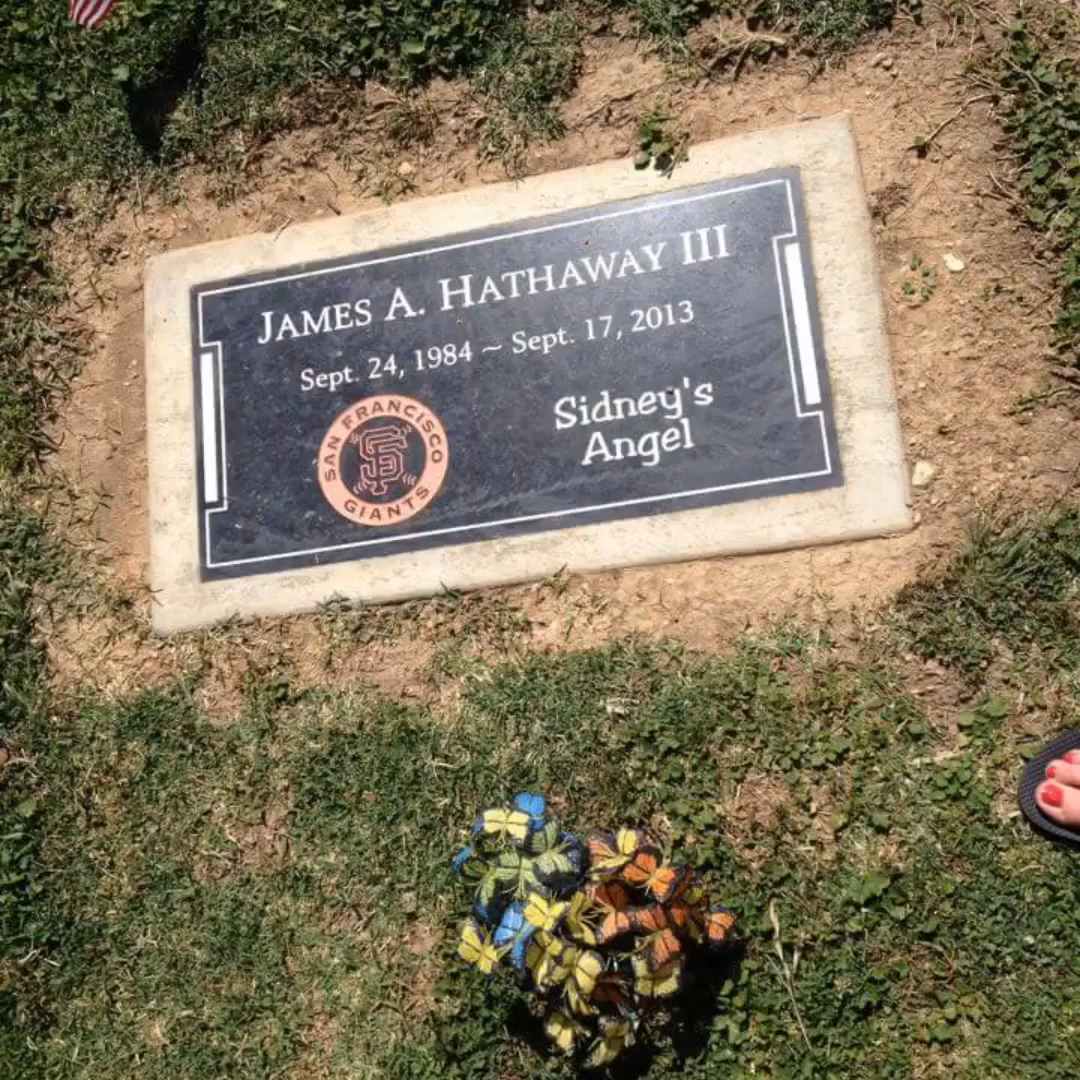 JAMES A. HATHAWAY III
Sept. 24, 1984 ~ Sept. 17, 2013
Sidney's
Angel
SAN FRANCISCO
SF
GIANTS